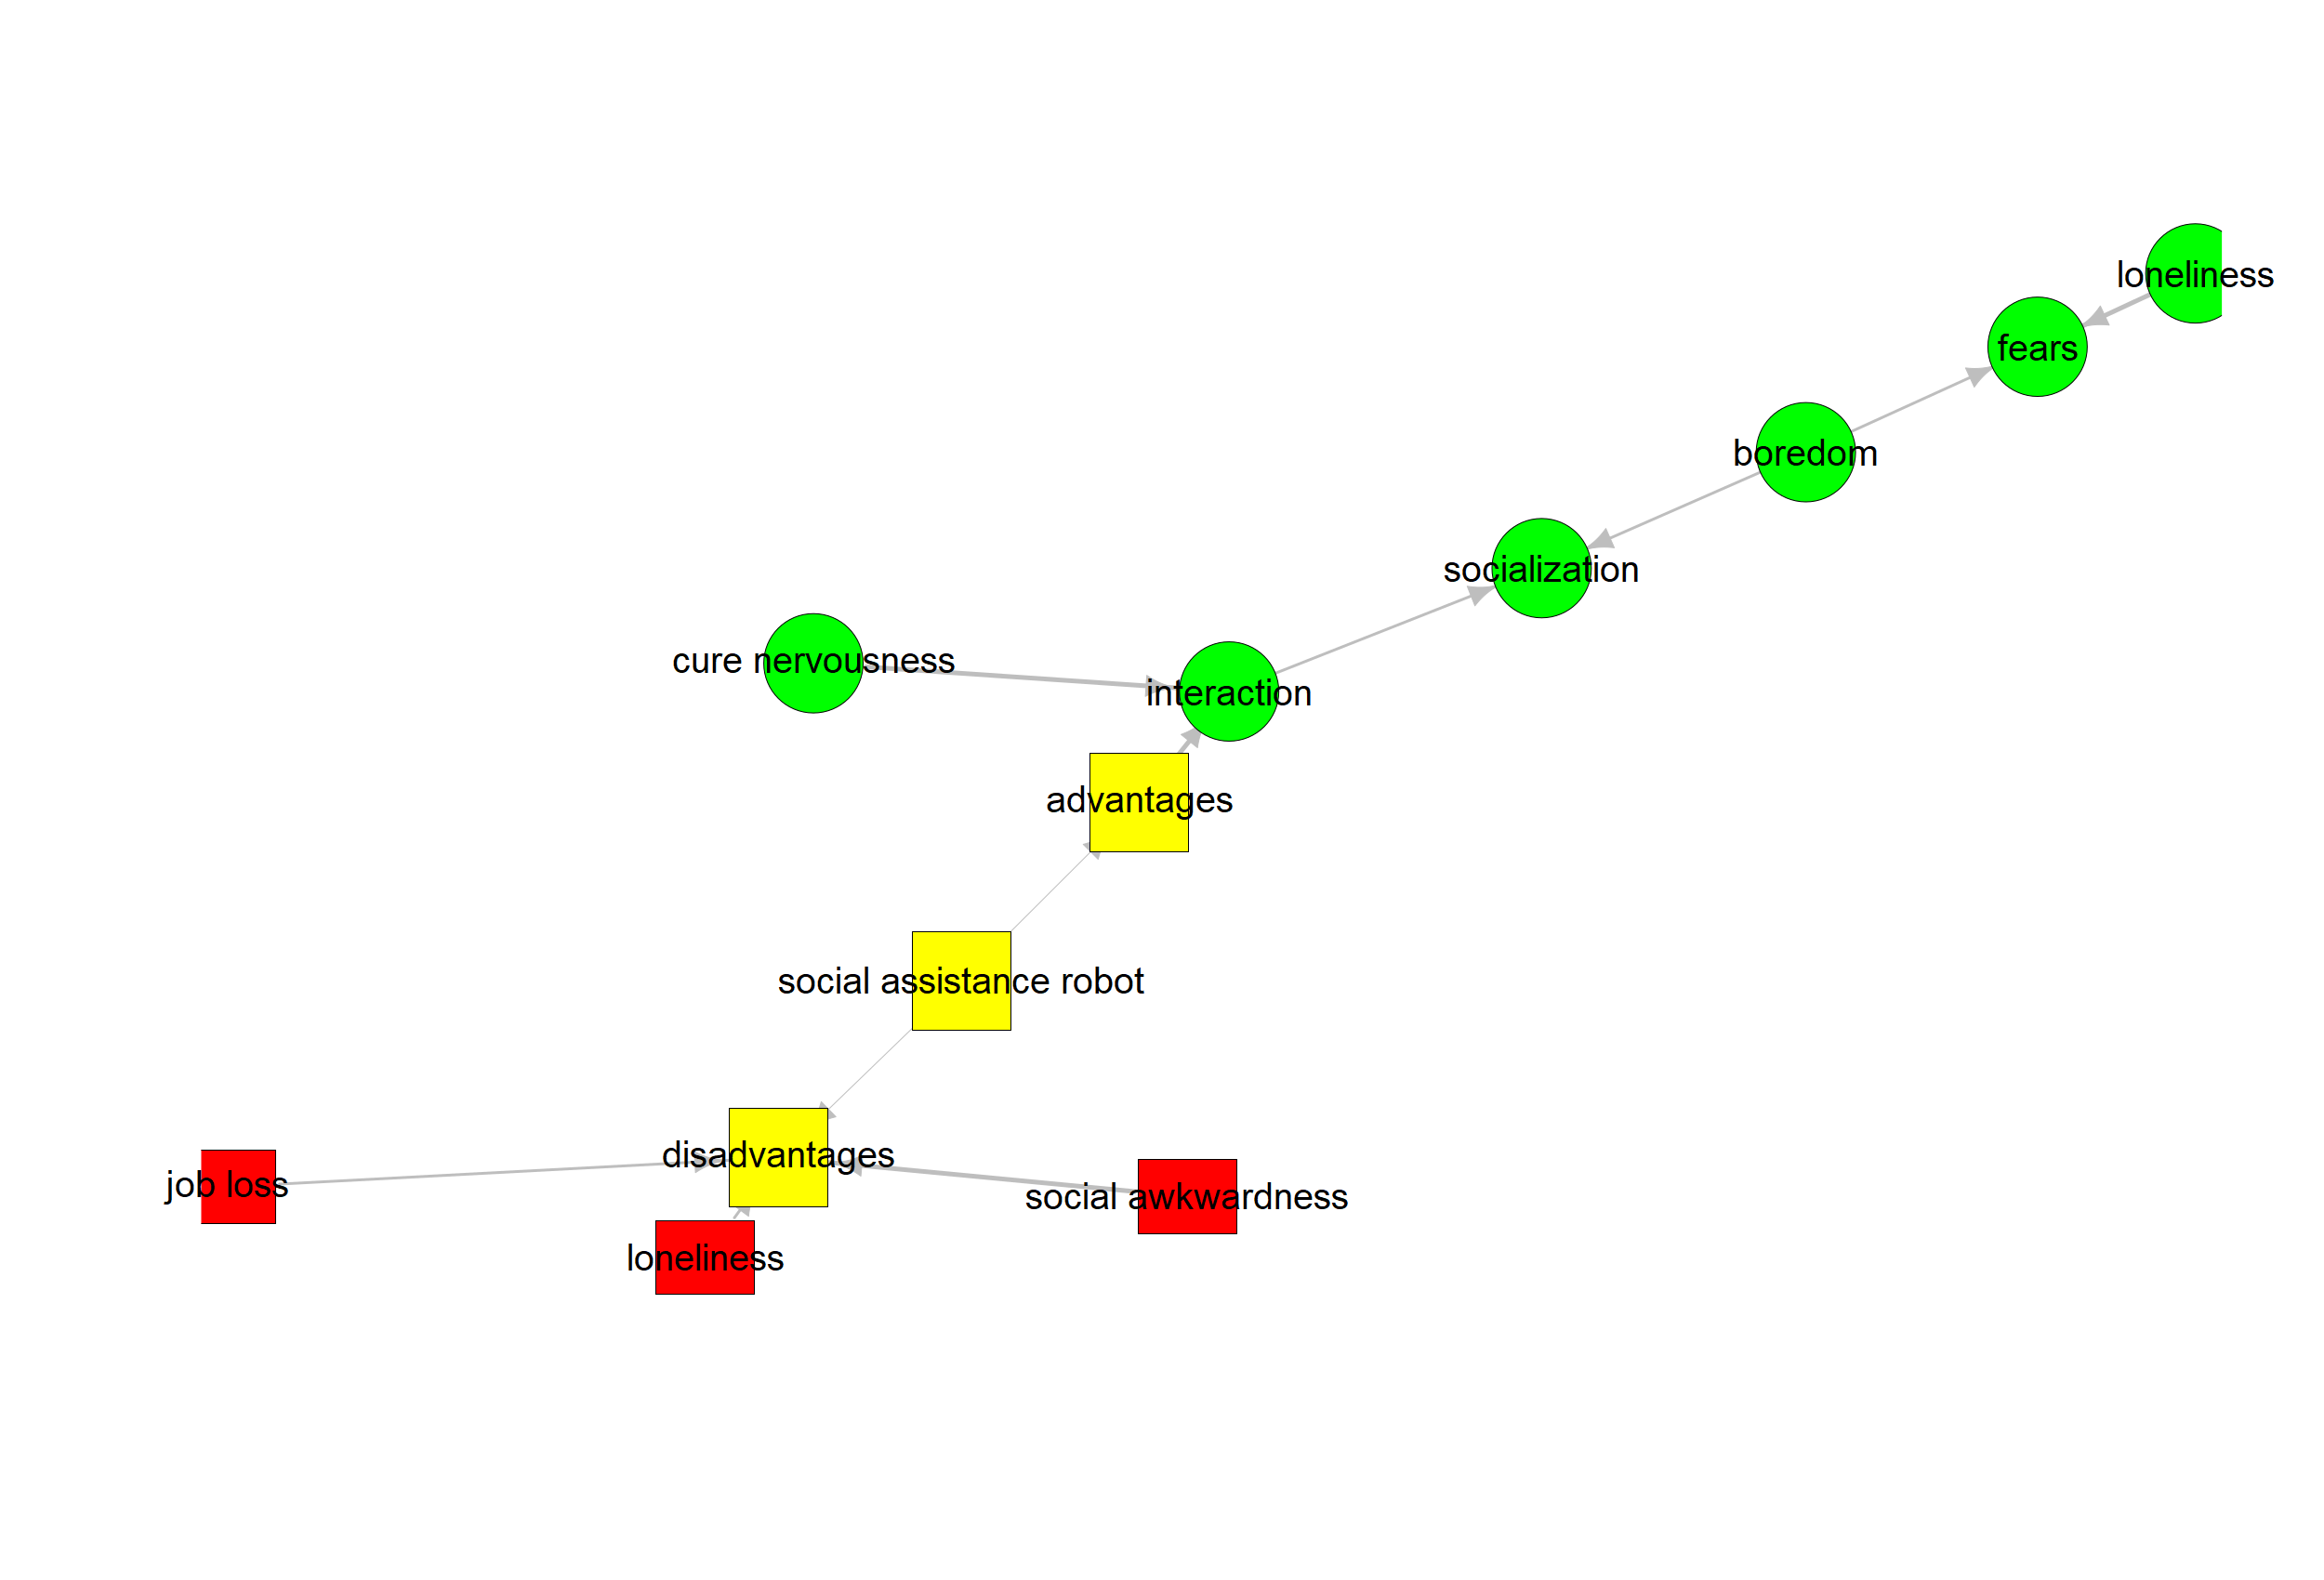 loneliness
fears
boredom
socialization
cure nervousness
interaction
advantages
social assistance robot
disadvantages
job loss
social awkwardness
loneliness